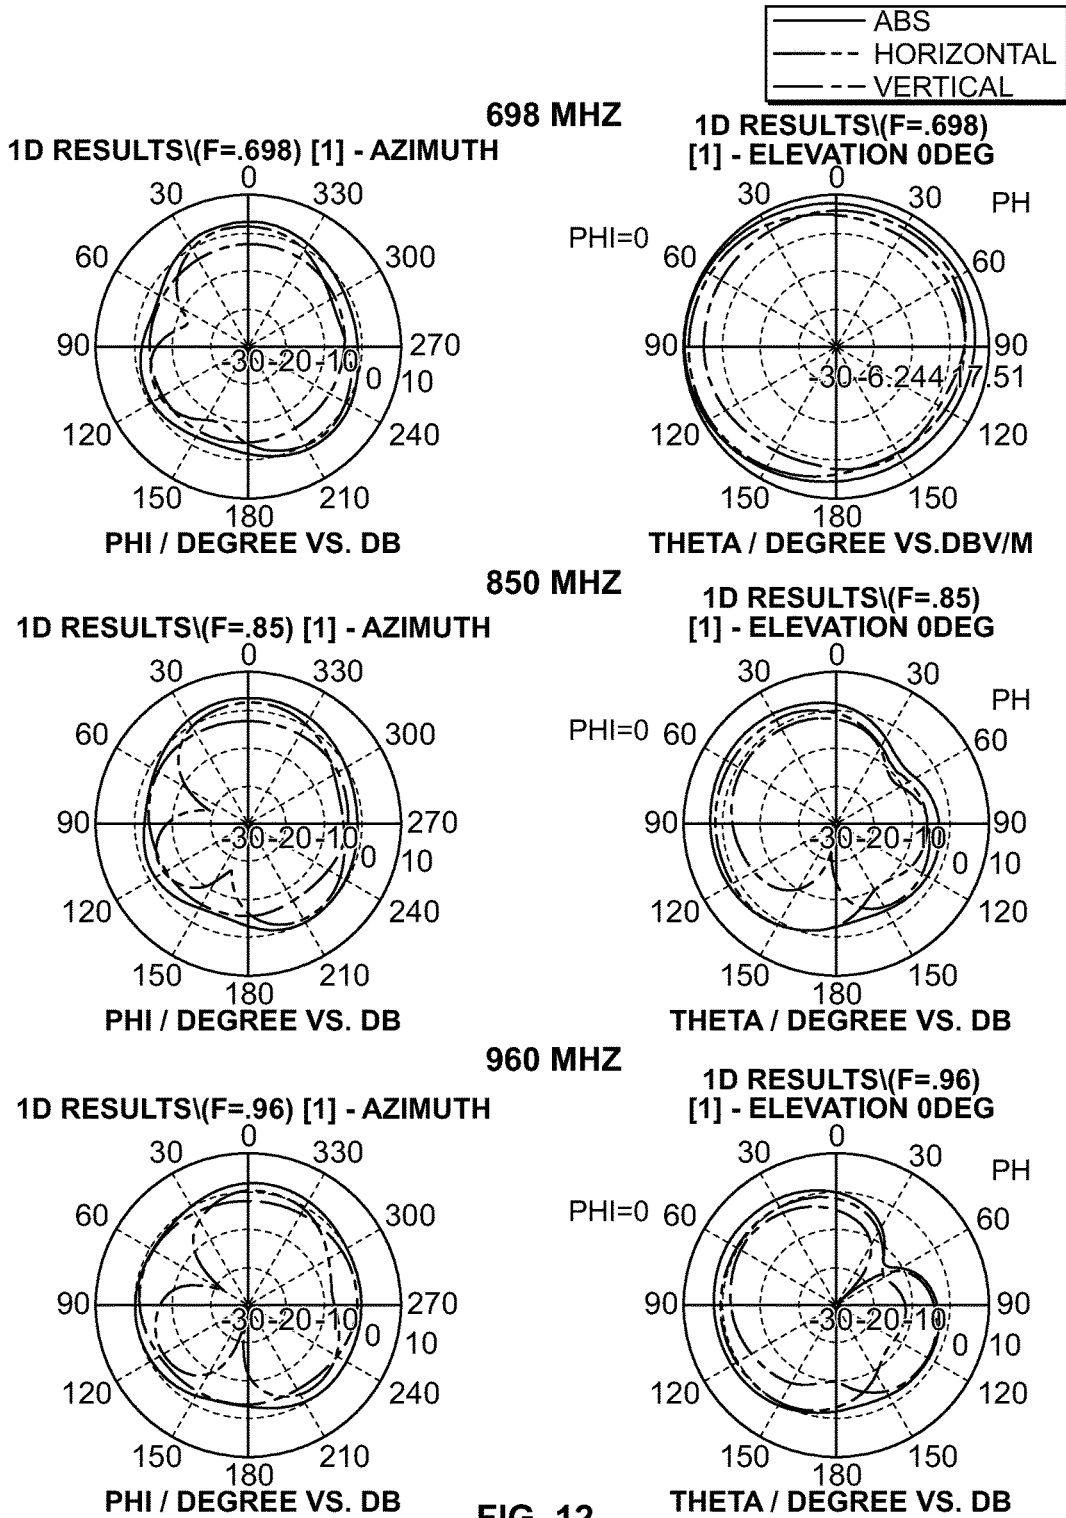 ABS
HORIZONTAL
VERTICAL
698 MHZ
1D RESULTS\(F=.698) [1] - AZIMUTH
0
30 330
60 300
90 270
-30 -20 -10 0 10
120 240
150 210
180
PHI / DEGREE VS. DB
1D RESULTS\(F=.698)
[1] - ELEVATION 0DEG
0
30 30
PH
PHI=0
60 60
90 90
-30 -6.244 17.51
120 120
150 150
180
THETA / DEGREE VS.DBV/M
850 MHZ
1D RESULTS\(F=.85) [1] - AZIMUTH
0
30 330
60 300
90 270
-30 -20 -10 0 10
120 240
150 210
180
PHI / DEGREE VS. DB
1D RESULTS\(F=.85)
[1] - ELEVATION 0DEG
0
30 30
PH
PHI=0 60 60
90 90
-30 -20 -10 0 10
120 120
150 150
180
THETA / DEGREE VS. DB
960 MHZ
1D RESULTS\(F=.96) [1] - AZIMUTH
0
30 330
60 300
90 270
-30 -20 -10 0 10
120 240
150 210
180
PHI / DEGREE VS. DB
1D RESULTS\(F=.96)
[1] - ELEVATION 0DEG
0
30 30
PH
PHI=0 60 60
90 90
-30 -20 -10 0 10
120 120
150 150
180
THETA / DEGREE VS. DB
FIG. 12